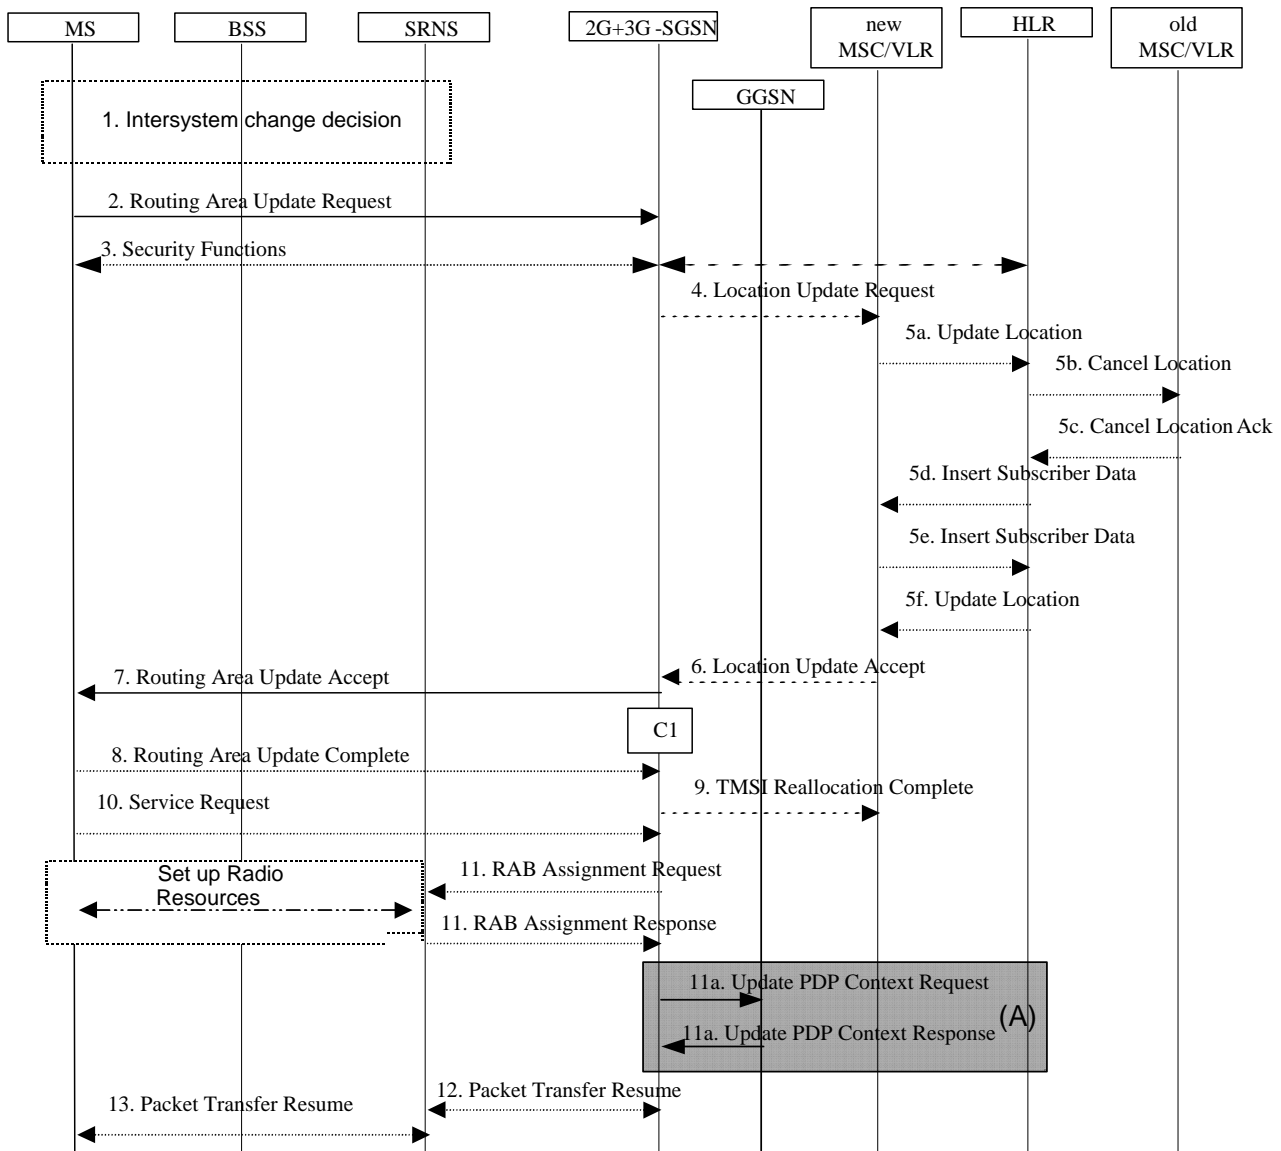 MS
BSS
SRNS
2G+3G -SGSN
new
MSC/VLR
HLR
old
MSC/VLR
GGSN
1. Intersystem change decision
2. Routing Area Update Request
3. Security Functions
4. Location Update Request
5a. Update Location
5b. Cancel Location
5c. Cancel Location Ack
5d. Insert Subscriber Data
5e. Insert Subscriber Data
5f. Update Location
6. Location Update Accept
7. Routing Area Update Accept
C1
8. Routing Area Update Complete
9. TMSI Reallocation Complete
10. Service Request
11. RAB Assignment Request
Set up Radio
Resources
11. RAB Assignment Response
11a. Update PDP Context Request
(A)
11a. Update PDP Context Response
12. Packet Transfer Resume
13. Packet Transfer Resume